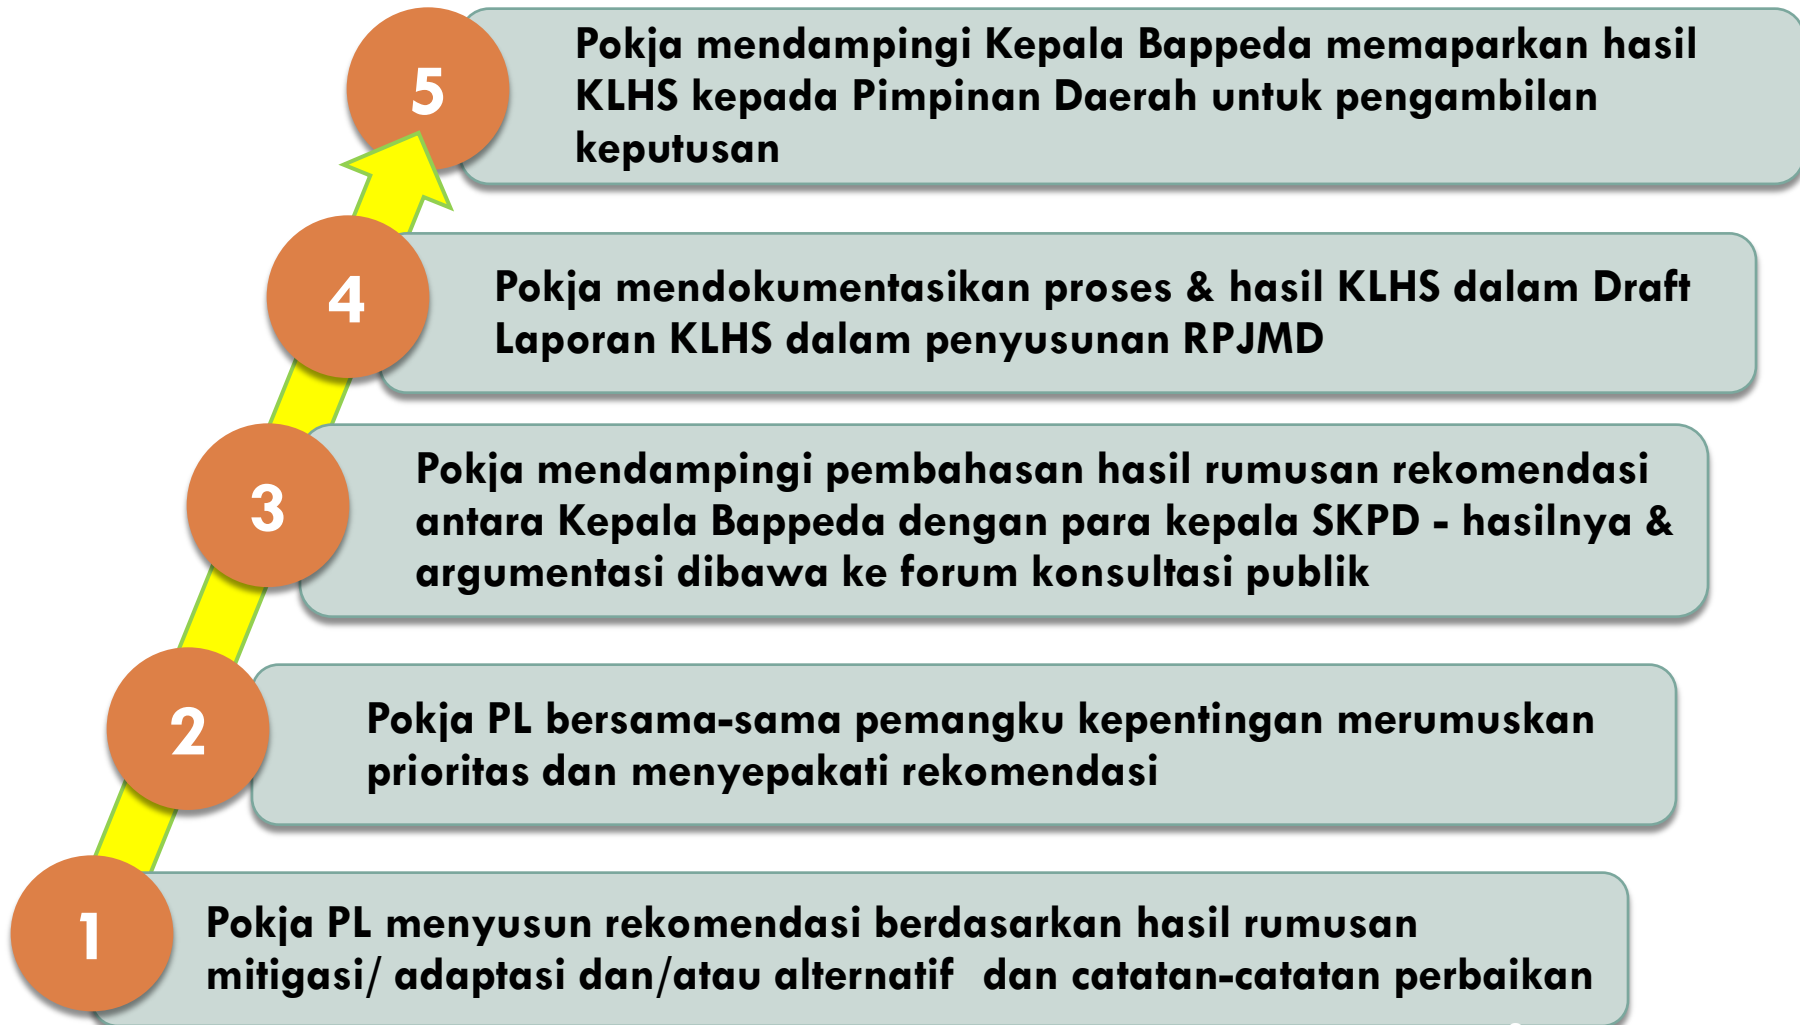 5
Pokja mendampingi Kepala Bappeda memaparkan hasil
KLHS kepada Pimpinan Daerah untuk pengambilan
keputusan
4
Pokja mendokumentasikan proses & hasil KLHS dalam Draft
Laporan KLHS dalam penyusunan RPJMD
3
Pokja mendampingi pembahasan hasil rumusan rekomendasi
antara Kepala Bappeda dengan para kepala SKPD - hasilnya &
argumentasi dibawa ke forum konsultasi publik
2
Pokja PL bersama-sama pemangku kepentingan merumuskan
prioritas dan menyepakati rekomendasi
1
Pokja PL menyusun rekomendasi berdasarkan hasil rumusan
mitigasi/ adaptasi dan/atau alternatif  dan catatan-catatan perbaikan